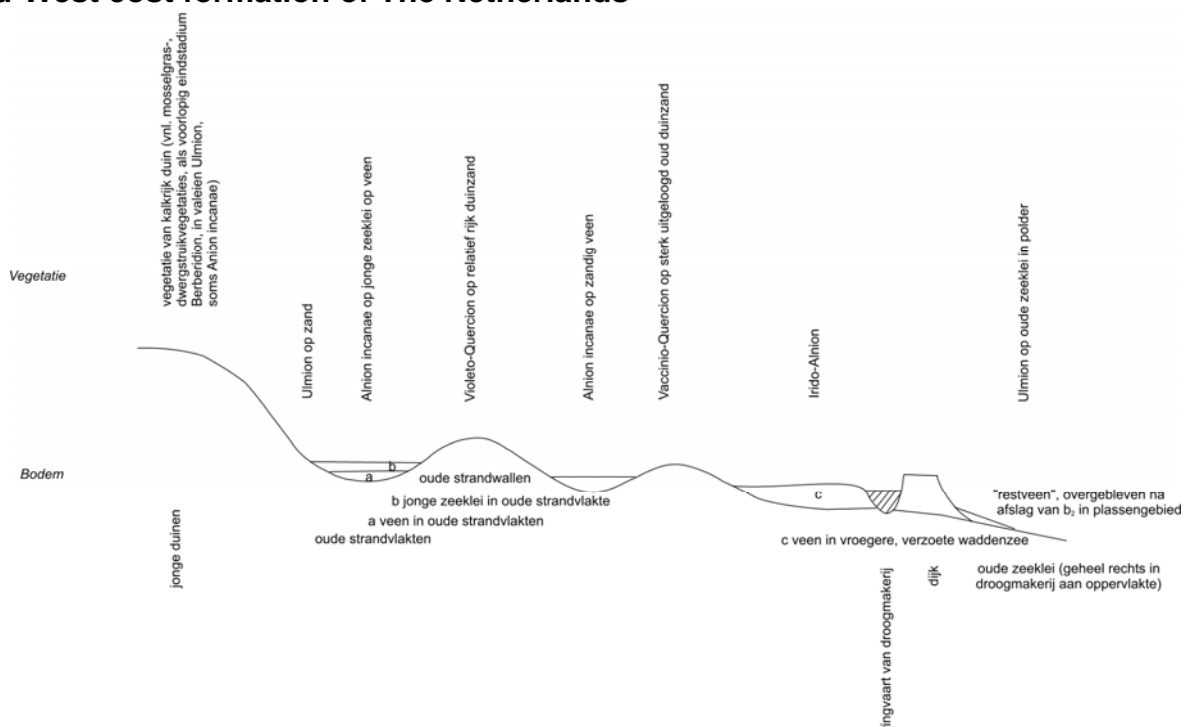 West cost formation of The Netherlands
Vegetatie
vegetatie van kalkrijk duin (vnl. mosselgras-,
dwergstruikvegetaties, als voorlopig eindstadium
Berberidion, in valeien Ulmion,
soms Anion incanae)
Ulmion op zand
Alnion incanae op jonge zeeklei op veen
Violeto-Quercion op relatief rijk duinzand
Alnion incanae op zandig veen
Vaccinio-Quercion op sterk uitgeloogd oud duinzand
Irido-Alnion
Ulmion op oude zeeklei in polder
Bodem
b
a
c
oude strandwallen
b jonge zeeklei in oude strandvlakte
a veen in oude strandvlakten
oude strandvlakten
"restveen", overgebleven na
afslag van b₂ in plassengebied
c veen in vroegere, verzoete waddenzee
jonge duinen
ingvaart van droogmakerij
dijk
oude zeeklei (geheel rechts in
droogmakerij aan oppervlakte)